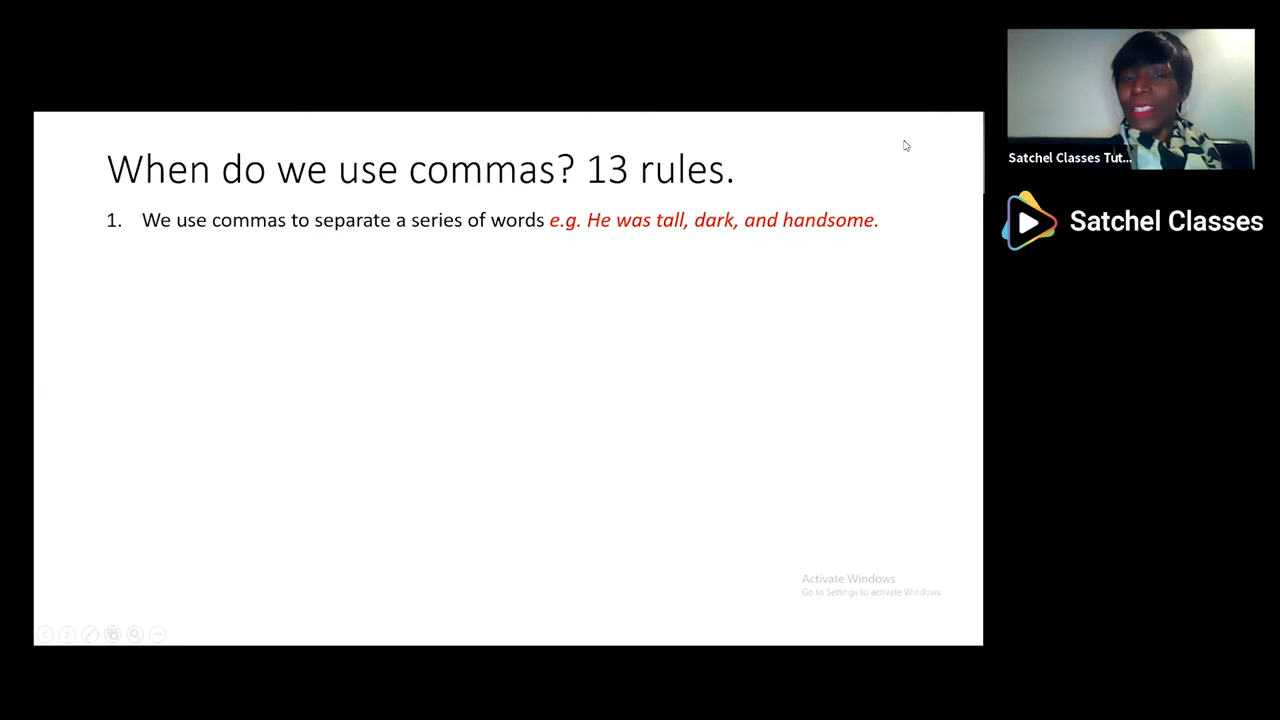 When do we use commas? 13 rules.
1. We use commas to separate a series of words e.g. He was tall, dark, and handsome.
Satchel Classes Tut...
Satchel Classes
Activate Windows
Go to Settings to activate Windows.